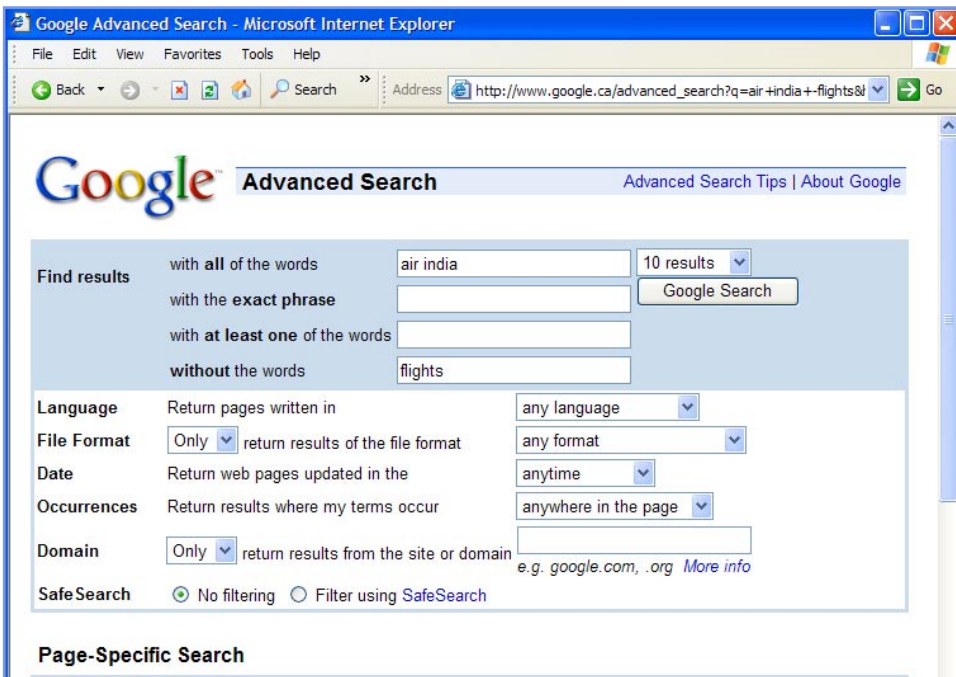 Google Advanced Search - Microsoft Internet Explorer
File Edit View Favorites Tools Help
Back Search » Address http://www.google.ca/advanced_search?q=air+india+-flights& Go
Google™ Advanced Search Advanced Search Tips | About Google
Find results with all of the words air india 10 results
Google Search
with the exact phrase
with at least one of the words
without the words flights
Language Return pages written in any language
File Format Only return results of the file format any format
Date Return web pages updated in the anytime
Occurrences Return results where my terms occur anywhere in the page
Domain Only return results from the site or domain
e.g. google.com, .org More info
SafeSearch No filtering Filter using SafeSearch
Page-Specific Search